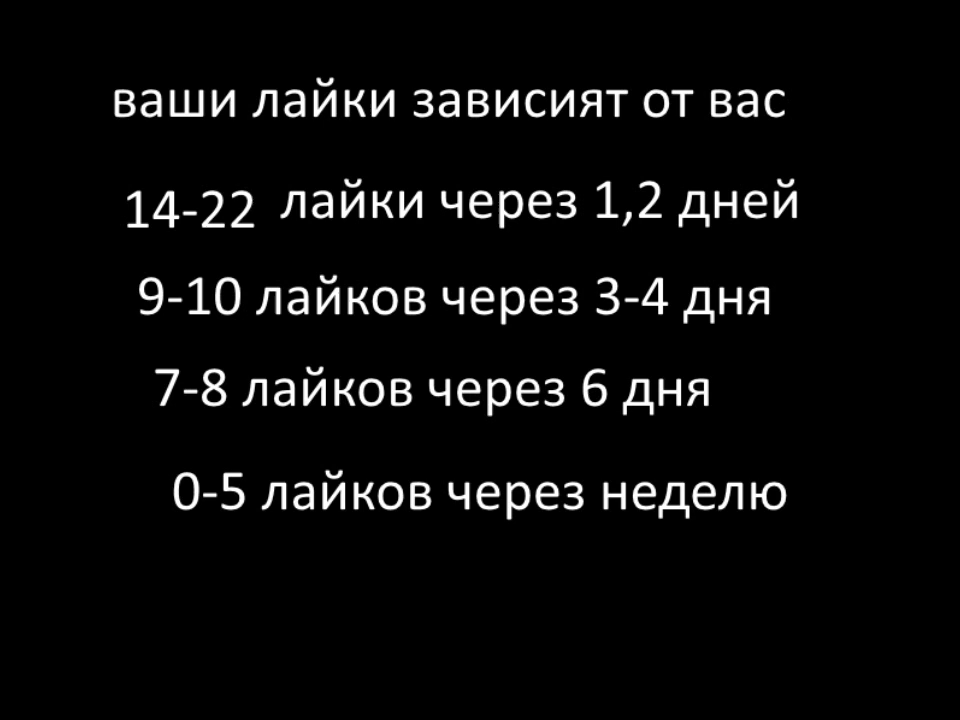 ваши лайки зависият от вас
14-22 лайки через 1,2 дней
9-10 лайков через 3-4 дня
7-8 лайков через 6 дня
0-5 лайков через неделю